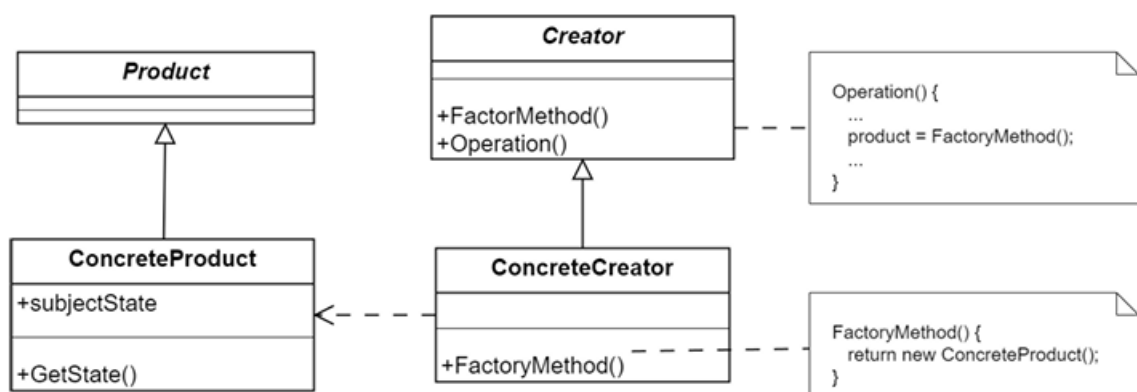 Product
Creator
+FactorMethod()
+Operation()
Operation() {
...
product = FactoryMethod();
...
}
ConcreteProduct
+subjectState
+GetState()
ConcreteCreator
+FactoryMethod()
FactoryMethod() {
return new ConcreteProduct();
}